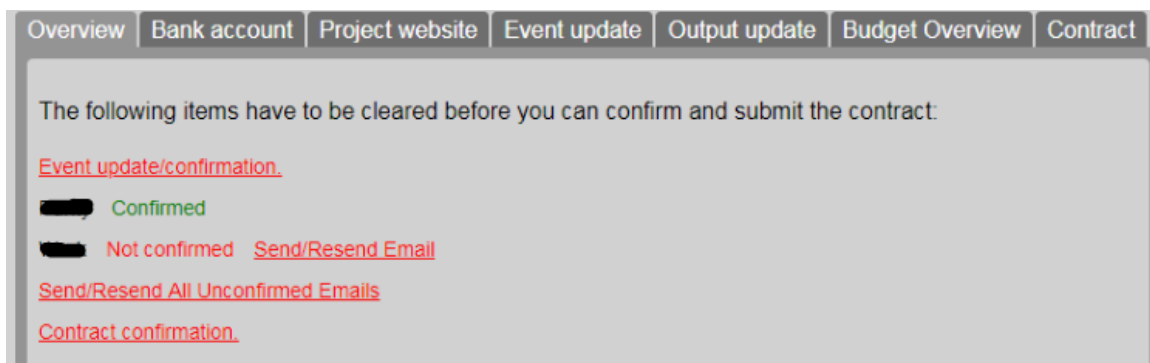 Overview Bank account Project website Event update Output update Budget Overview Contract
The following items have to be cleared before you can confirm and submit the contract:
Event update/confirmation.
Confirmed
Not confirmed Send/Resend Email
Send/Resend All Unconfirmed Emails
Contract confirmation.